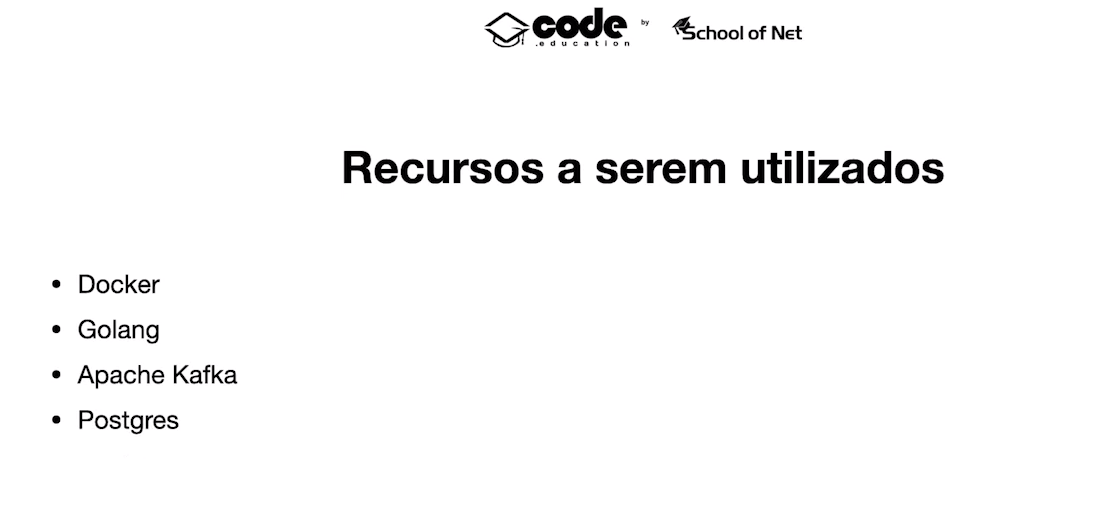 code
.education
by
School of Net
Recursos a serem utilizados
• Docker
• Golang
• Apache Kafka
• Postgres